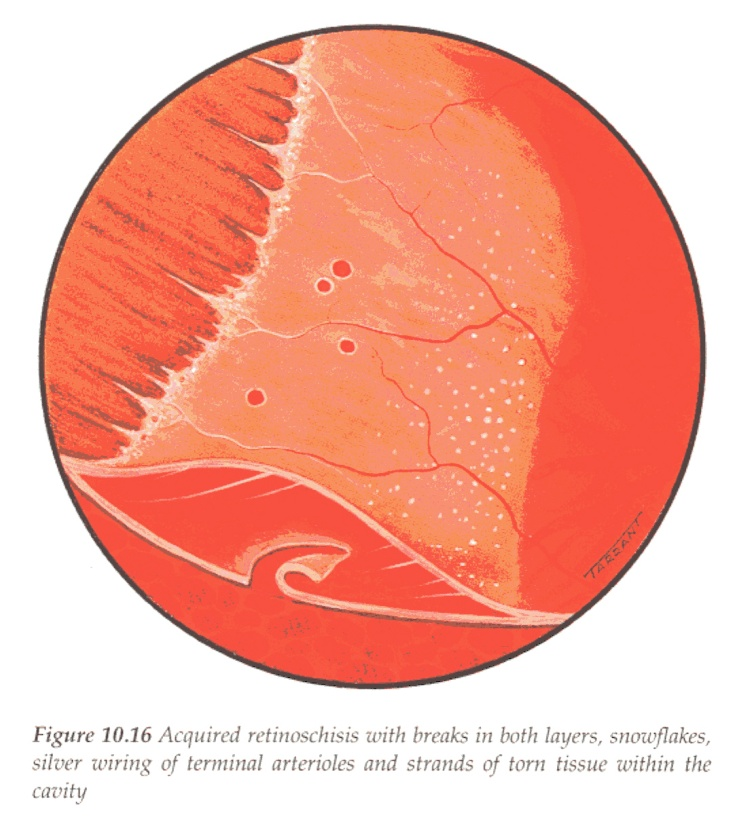 TARRANT
Figure 10.16 Acquired retinoschisis with breaks in both layers, snowflakes,
silver wiring of terminal arterioles and strands of torn tissue within the
cavity